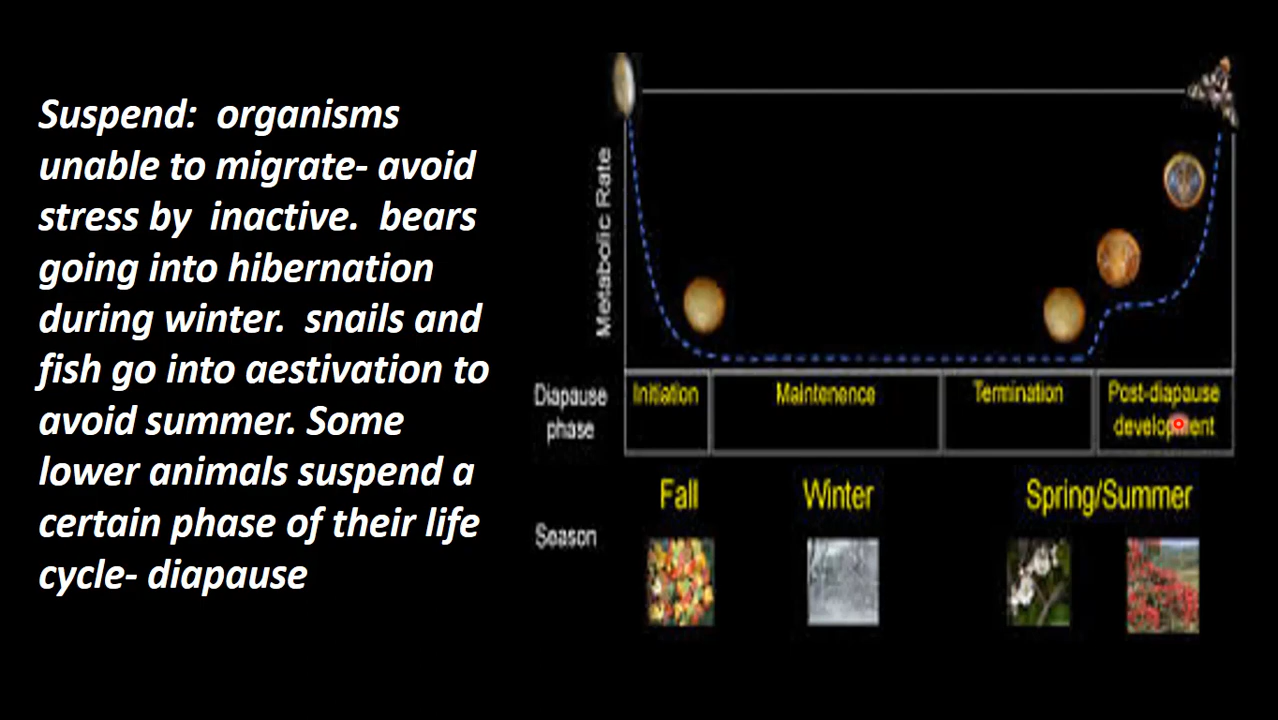 Suspend: organisms
unable to migrate- avoid
stress by inactive. bears
going into hibernation
during winter. snails and
fish go into aestivation to
avoid summer. Some
lower animals suspend a
certain phase of their life
cycle- diapause
Metabolic Rate
Diapause
phase
Initiation
Maintenence
Termination
Post-diapause
development
Season
Fall
Winter
Spring/Summer